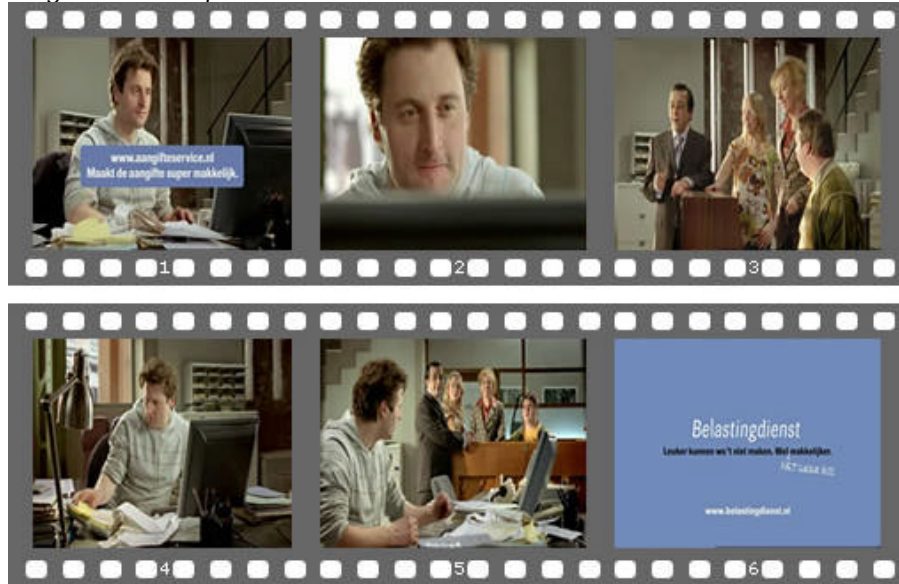 www.aangifteservice.nl
Maakt de aangifte super makkelijk.
1
2
3
4
5
6
Belastingdienst
Leuker kunnen we 't niet maken. Wel makkelijker.
www.belastingdienst.nl